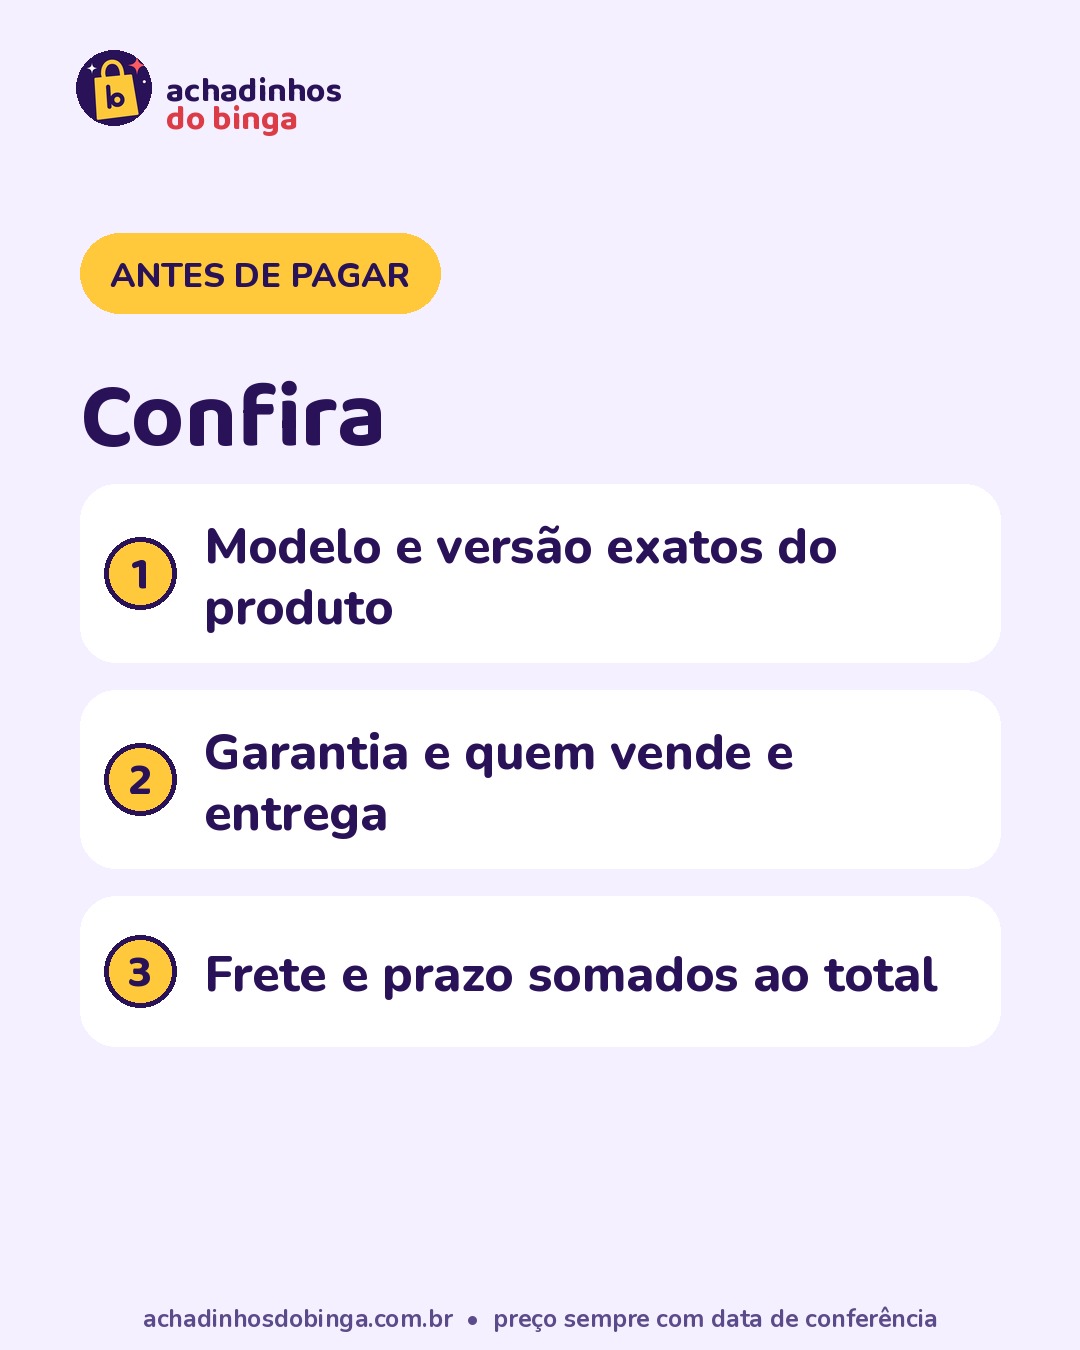 b
achadinhos
do binga
ANTES DE PAGAR
Confira
1
Modelo e versão exatos do
produto
2
Garantia e quem vende e
entrega
3
Frete e prazo somados ao total
achadinhosdobinga.com.br • preço sempre com data de conferência